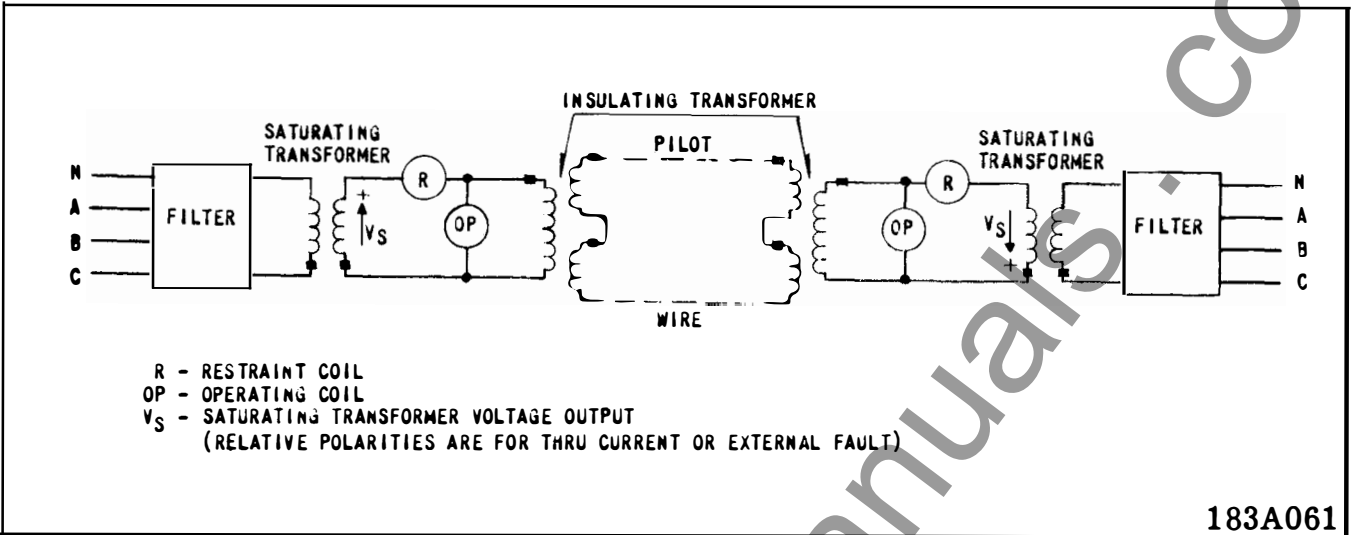 INSULATING TRANSFORMER
SATURATING
TRANSFORMER
PILOT
SATURATING
TRANSFORMER
N
A
B
C
FILTER
+
VS
R
OP
OP
R
VS
+
FILTER
N
A
B
C
WIRE
R - RESTRAINT COIL
OP - OPERATING COIL
VS - SATURATING TRANSFORMER VOLTAGE OUTPUT
(RELATIVE POLARITIES ARE FOR THRU CURRENT OR EXTERNAL FAULT)
183A061